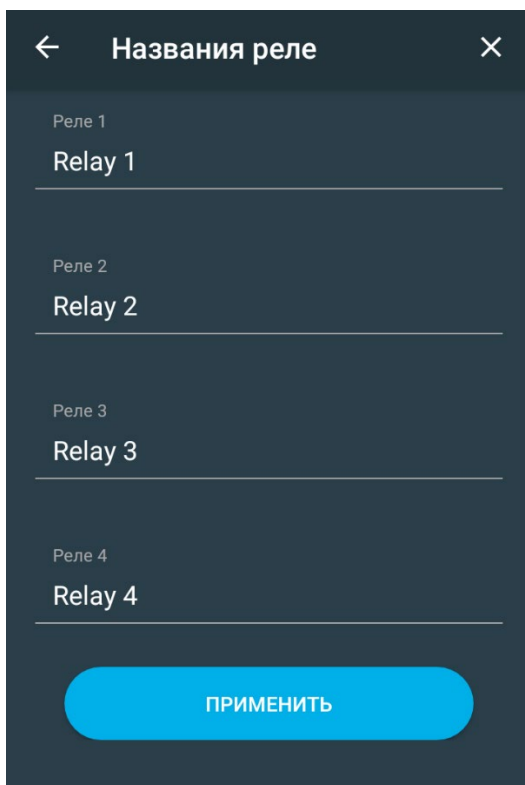 Названия реле
Реле 1
Relay 1
Реле 2
Relay 2
Реле 3
Relay 3
Реле 4
Relay 4
ПРИМЕНИТЬ